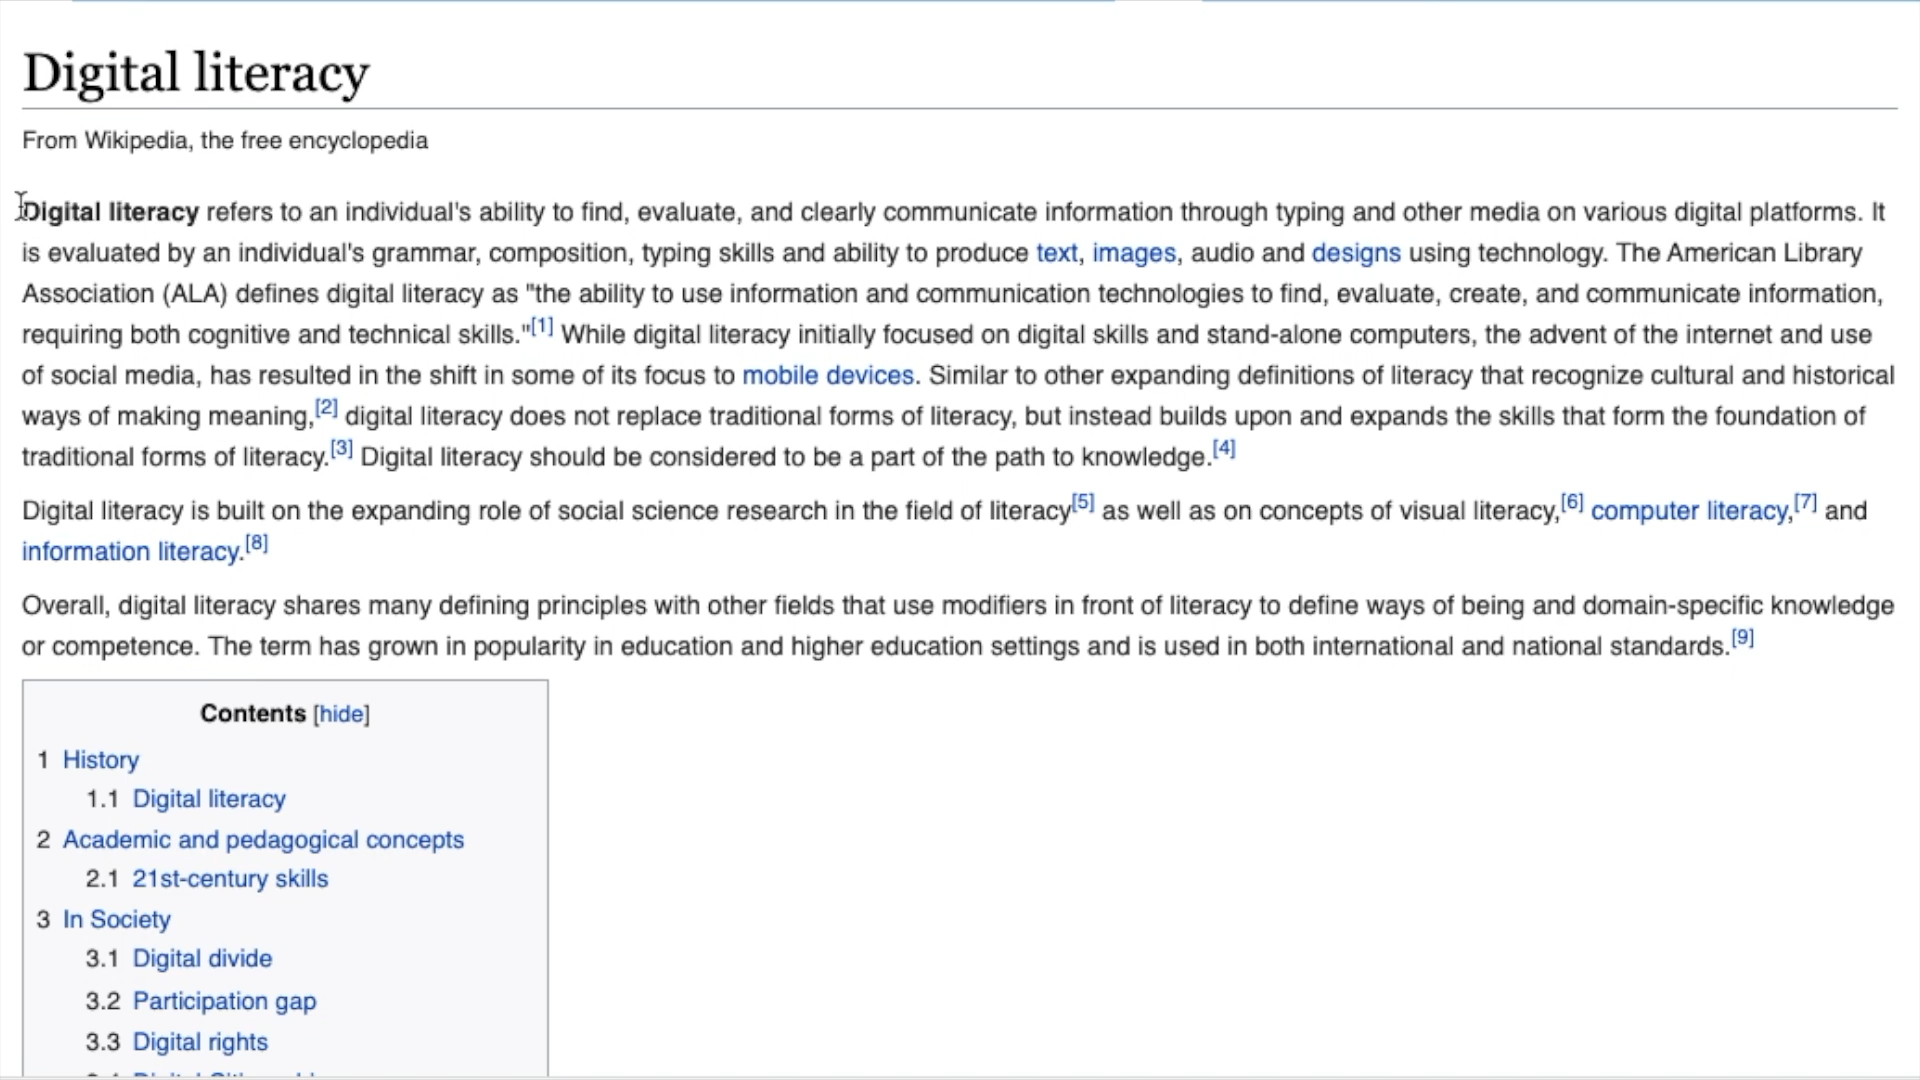 Digital literacy
From Wikipedia, the free encyclopedia
Digital literacy refers to an individual's ability to find, evaluate, and clearly communicate information through typing and other media on various digital platforms. It
is evaluated by an individual's grammar, composition, typing skills and ability to produce text, images, audio and designs using technology. The American Library
Association (ALA) defines digital literacy as "the ability to use information and communication technologies to find, evaluate, create, and communicate information,
requiring both cognitive and technical skills."[1] While digital literacy initially focused on digital skills and stand-alone computers, the advent of the internet and use
of social media, has resulted in the shift in some of its focus to mobile devices. Similar to other expanding definitions of literacy that recognize cultural and historical
ways of making meaning,[2] digital literacy does not replace traditional forms of literacy, but instead builds upon and expands the skills that form the foundation of
traditional forms of literacy.[3] Digital literacy should be considered to be a part of the path to knowledge.[4]
Digital literacy is built on the expanding role of social science research in the field of literacy[5] as well as on concepts of visual literacy,[6] computer literacy,[7] and
information literacy.[8]
Overall, digital literacy shares many defining principles with other fields that use modifiers in front of literacy to define ways of being and domain-specific knowledge
or competence. The term has grown in popularity in education and higher education settings and is used in both international and national standards.[9]
Contents [hide]
1 History
1.1 Digital literacy
2 Academic and pedagogical concepts
2.1 21st-century skills
3 In Society
3.1 Digital divide
3.2 Participation gap
3.3 Digital rights